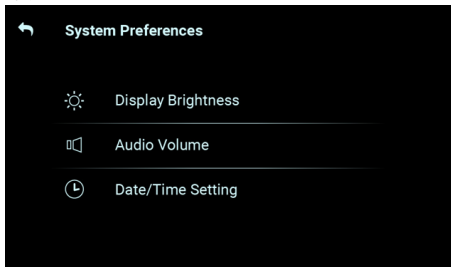 System Preferences
Display Brightness
Audio Volume
Date/Time Setting